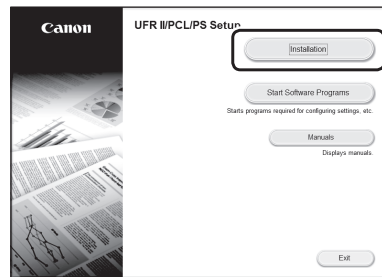 Canon
UFR II/PCL/PS Setup
Installation
Start Software Programs
Starts programs required for configuring settings, etc.
Manuals
Displays manuals.
Exit